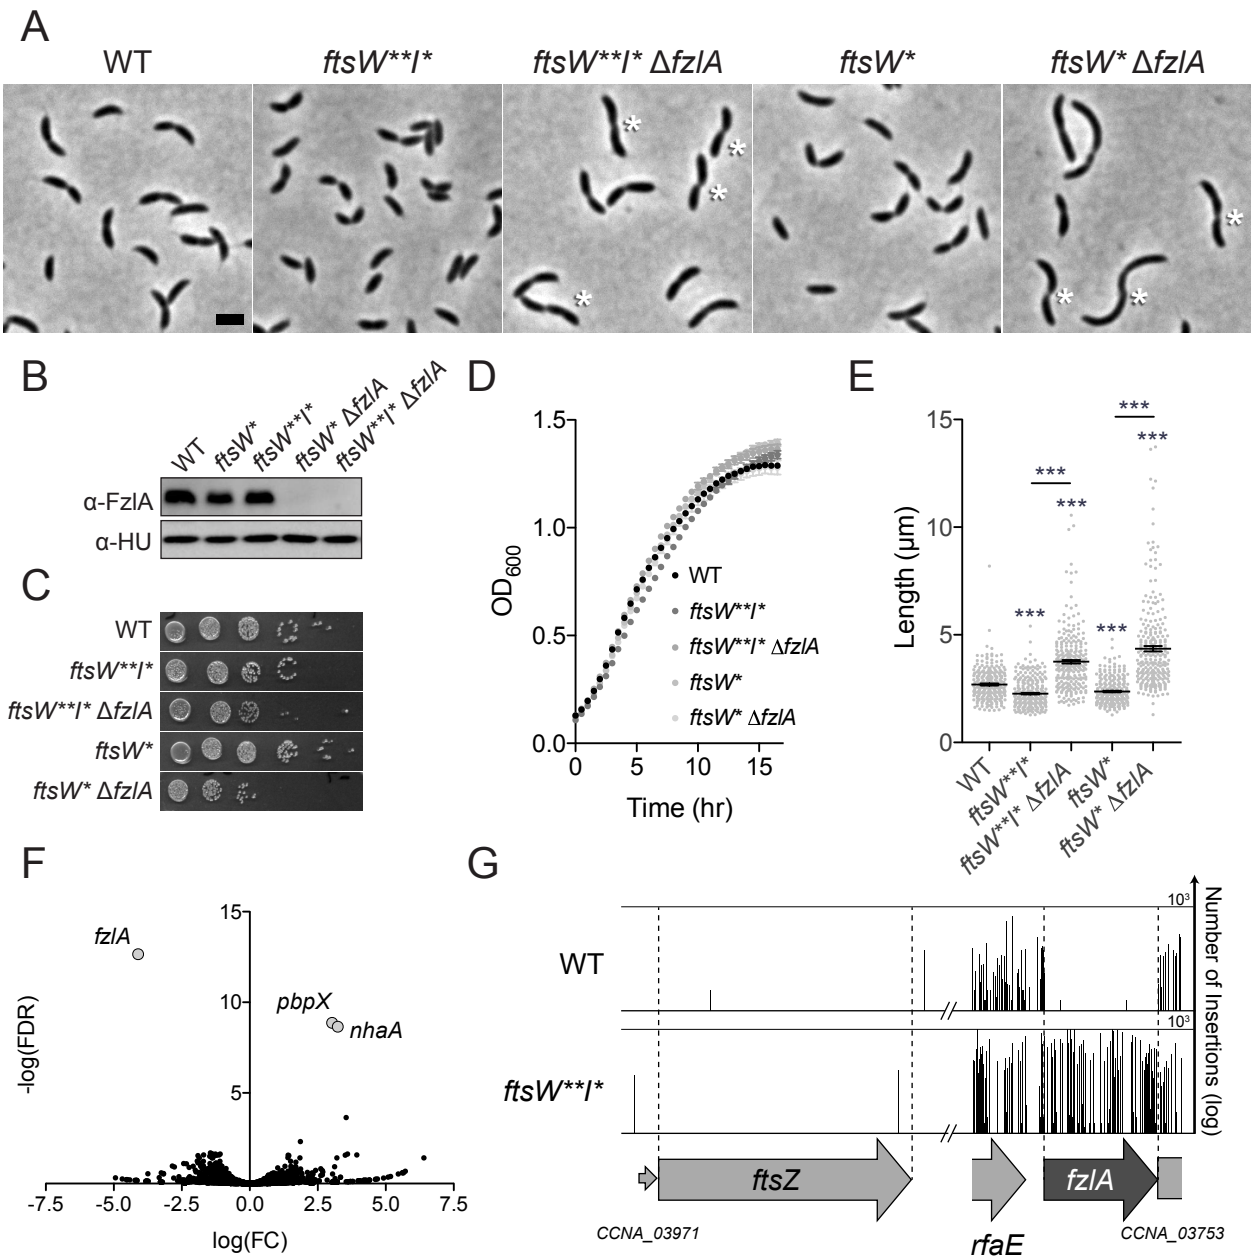 A
WT
ftsW**I*
ftsW**I* ΔfzlA
ftsW*
ftsW* ΔfzlA
*
*
*
*
*
*
*
B
WT
ftsW*
ftsW**I*
ftsW* ΔfzlA
ftsW**I* ΔfzlA
α-FzlA
α-HU
C
WT
ftsW**I*
ftsW**I* ΔfzlA
ftsW*
ftsW* ΔfzlA
D
OD600
1.5
1.0
0.5
0.0
0 5 10 15
Time (hr)
WT
ftsW**I*
ftsW**I* ΔfzlA
ftsW*
ftsW* ΔfzlA
E
Length (µm)
15
10
5
0
***
***
***
***
***
***
WT
ftsW**I*
ftsW**I* ΔfzlA
ftsW*
ftsW* ΔfzlA
F
-log(FDR)
15
10
5
fzlA
pbpX
nhaA
-7.5 -5.0 -2.5 0.0 2.5 5.0 7.5
log(FC)
G
WT
ftsW**I*
10³
10³
Number of Insertions (log)
ftsZ
fzlA
CCNA_03971
rfaE
CCNA_03753